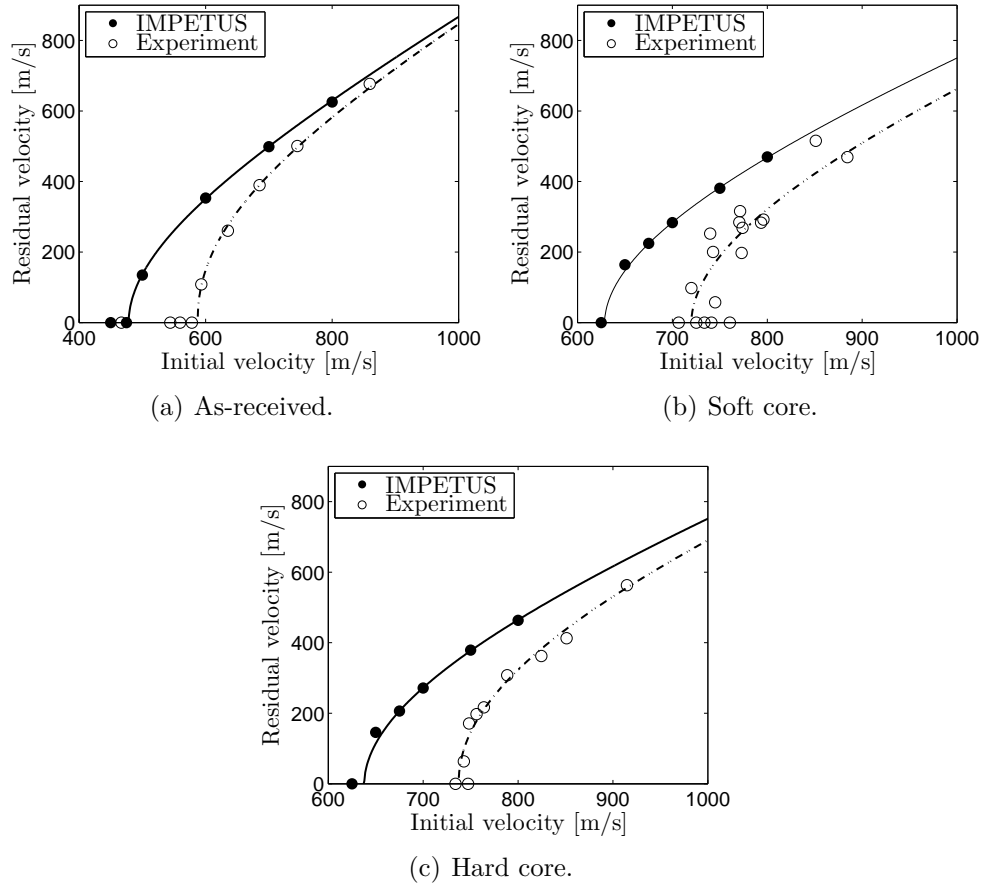 IMPETUS
Experiment
Residual velocity [m/s]
800
600
400
200
0
400 600 800 1000
Initial velocity [m/s]
(a) As-received.
IMPETUS
Experiment
Residual velocity [m/s]
800
600
400
200
0
600 700 800 900 1000
Initial velocity [m/s]
(b) Soft core.
IMPETUS
Experiment
Residual velocity [m/s]
800
600
400
200
0
600 700 800 900 1000
Initial velocity [m/s]
(c) Hard core.